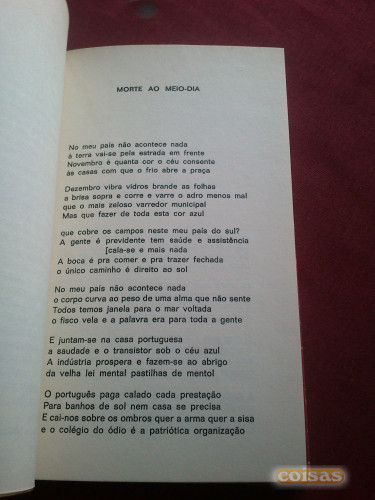 MORTE AO MEIO-DIA
No meu país não acontece nada
à terra vai-se pela estrada em frente
Novembro é quanta cor o céu consente
às casas com que o frio abre a praça
Dezembro vibra vidros brande as folhas
a brisa sopra e corre e varre o adro menos mal
que o mais zeloso varredor municipal
Mas que fazer de toda esta cor azul
que cobre os campos neste meu país do sul?
A gente é previdente tem saúde e assistência
[cala-se e mais nada
A boca é pra comer e pra trazer fechada
o único caminho é direito ao sol
No meu país não acontece nada
o corpo curva ao peso de uma alma que não sente
Todos temos janela para o mar voltada
o fisco vela e a palavra era para toda a gente
E juntam-se na casa portuguesa
a saudade e o transístor sob o céu azul
A indústria prospera e fazem-se ao abrigo
da velha lei mental pastilhas de mentol
O português paga calado cada prestação
Para banhos de sol nem casa se precisa
E cai-nos sobre os ombros quer a arma quer a sisa
e o colégio do ódio é a patriótica organização
coisas